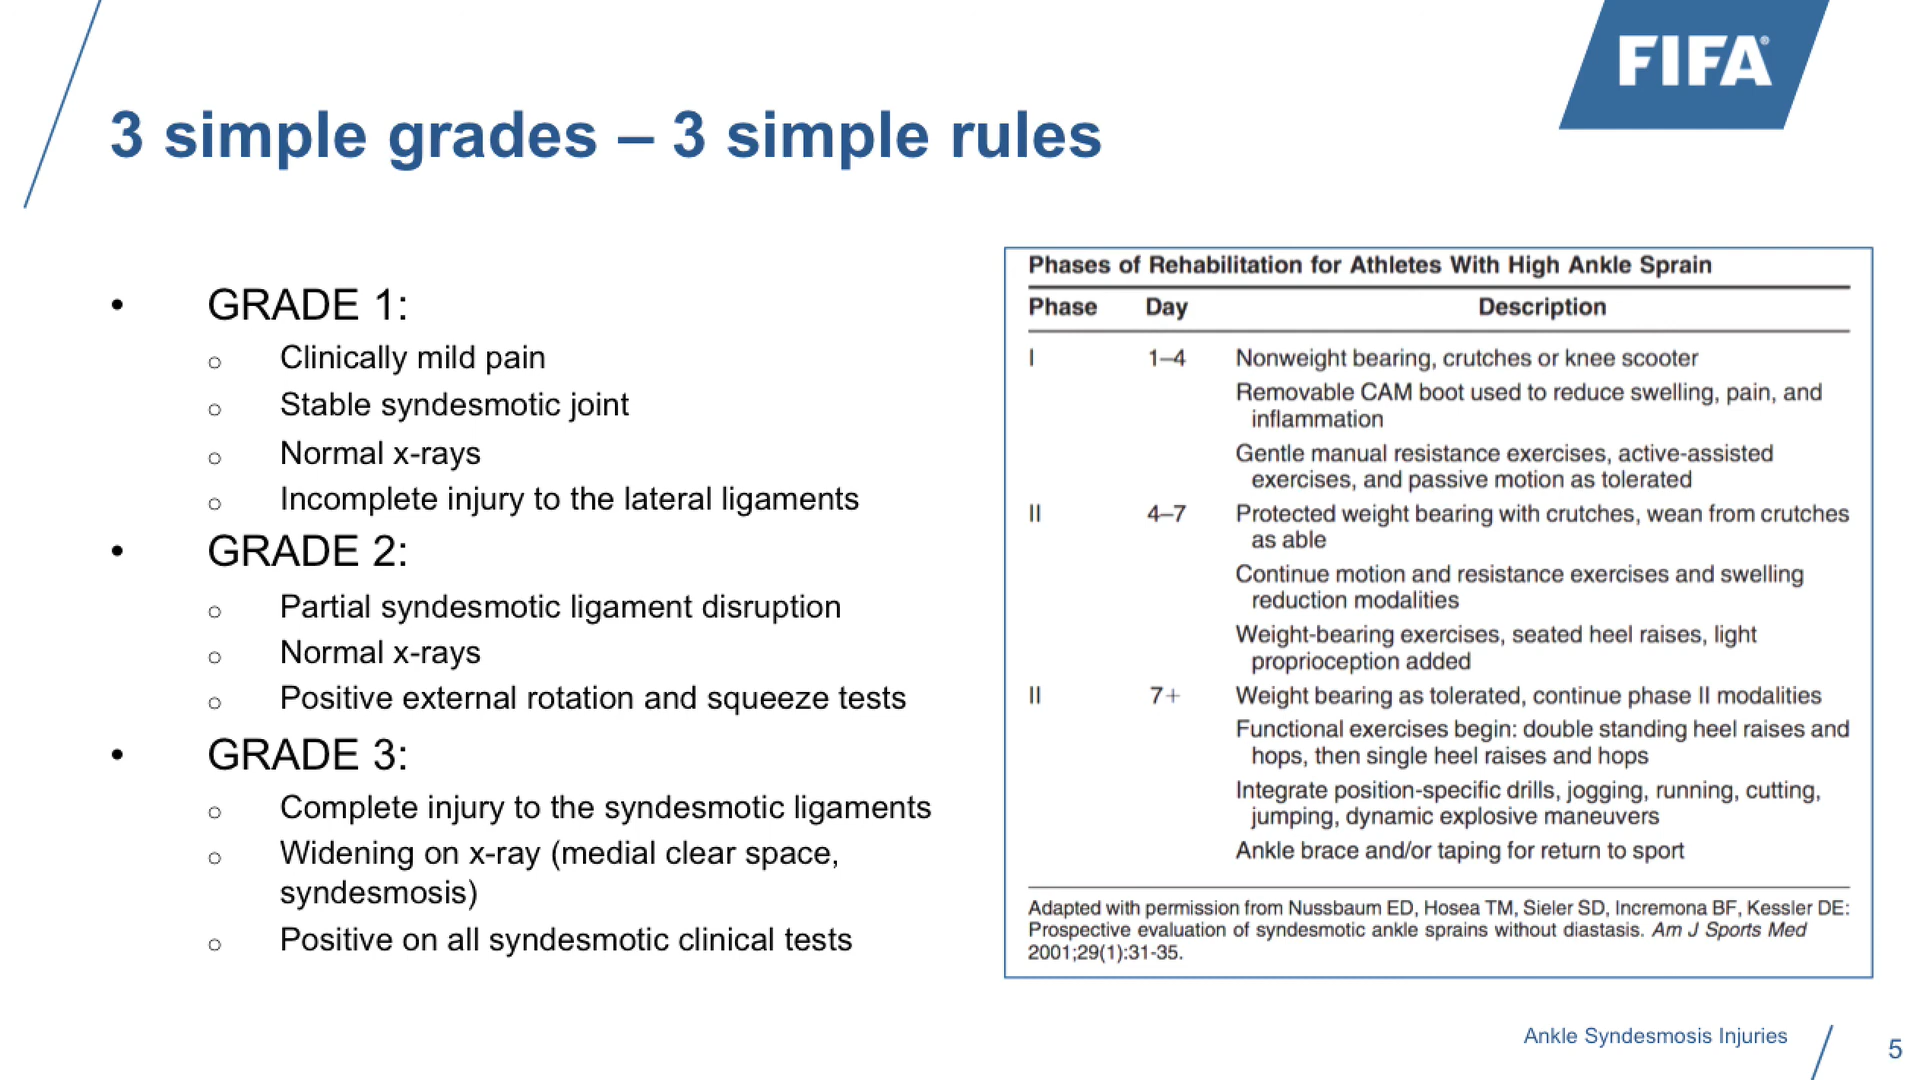 FIFA®
3 simple grades – 3 simple rules
• GRADE 1:
o Clinically mild pain
o Stable syndesmotic joint
o Normal x-rays
o Incomplete injury to the lateral ligaments
• GRADE 2:
o Partial syndesmotic ligament disruption
o Normal x-rays
o Positive external rotation and squeeze tests
• GRADE 3:
o Complete injury to the syndesmotic ligaments
o Widening on x-ray (medial clear space,
syndesmosis)
o Positive on all syndesmotic clinical tests
Phases of Rehabilitation for Athletes With High Ankle Sprain
Phase Day Description
I 1–4 Nonweight bearing, crutches or knee scooter
Removable CAM boot used to reduce swelling, pain, and
inflammation
Gentle manual resistance exercises, active-assisted
exercises, and passive motion as tolerated
II 4–7 Protected weight bearing with crutches, wean from crutches
as able
Continue motion and resistance exercises and swelling
reduction modalities
Weight-bearing exercises, seated heel raises, light
proprioception added
II 7+ Weight bearing as tolerated, continue phase II modalities
Functional exercises begin: double standing heel raises and
hops, then single heel raises and hops
Integrate position-specific drills, jogging, running, cutting,
jumping, dynamic explosive maneuvers
Ankle brace and/or taping for return to sport
Adapted with permission from Nussbaum ED, Hosea TM, Sieler SD, Incremona BF, Kessler DE:
Prospective evaluation of syndesmotic ankle sprains without diastasis. Am J Sports Med
2001;29(1):31-35.
Ankle Syndesmosis Injuries
5